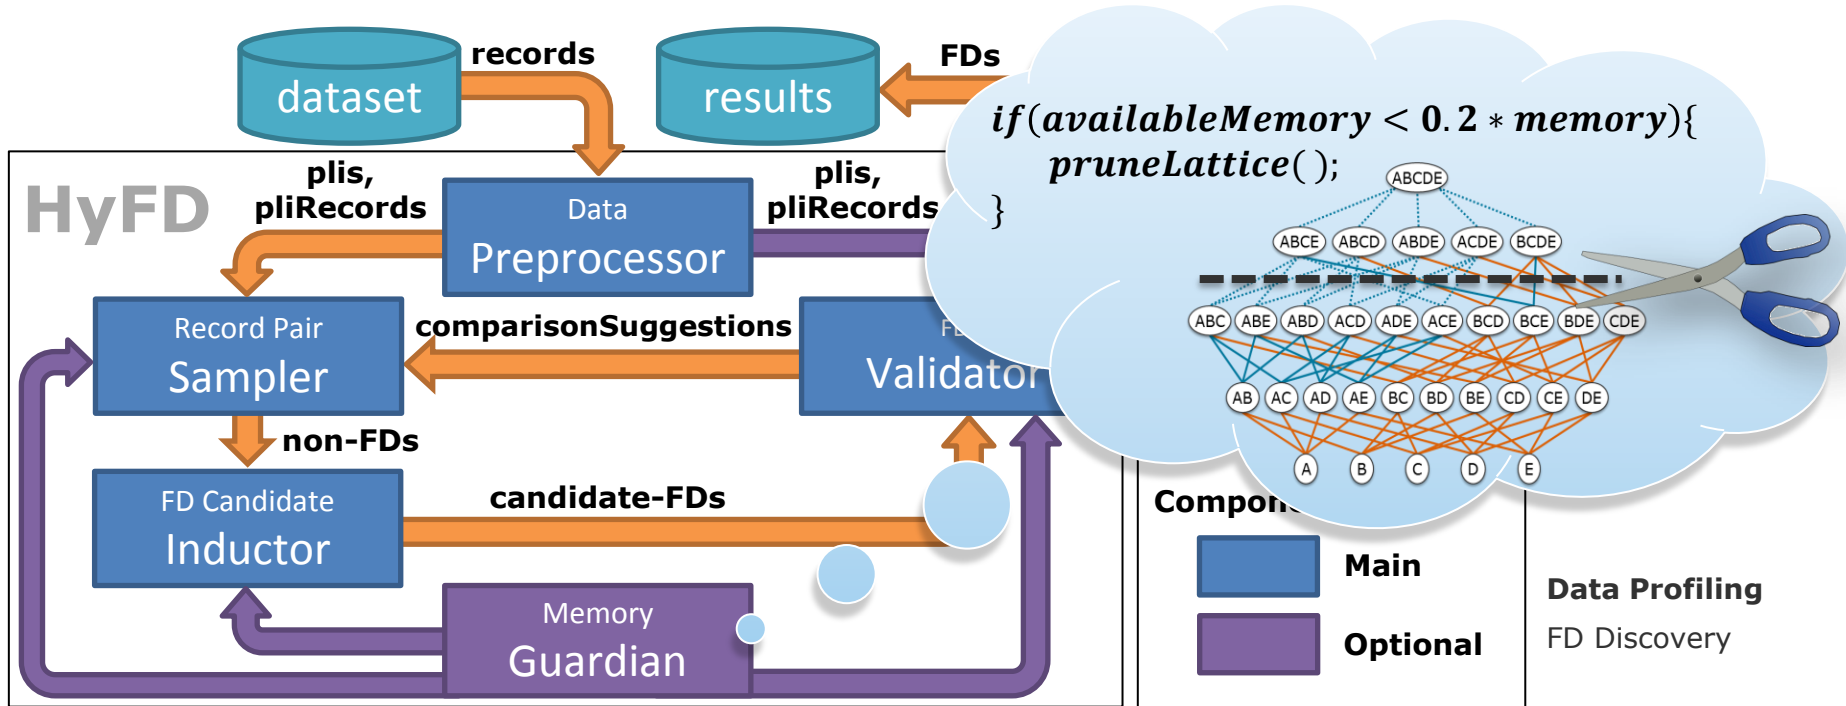 records
FDs
dataset
results
if(availableMemory < 0.2 * memory){
pruneLattice();
}
HyFD
plis,
pliRecords
Data
Preprocessor
plis,
pliRecords
ABCDE
ABCE ABCD ABDE ACDE BCDE
ABC ABE ABD ACD ADE ACE BCD BCE BDE CDE
AB AC AD AE BC BD BE CD CE DE
A B C D E
Record Pair
Sampler
comparisonSuggestions
Validator
non-FDs
FD Candidate
Inductor
candidate-FDs
Memory
Guardian
Main
Optional
Data Profiling
FD Discovery